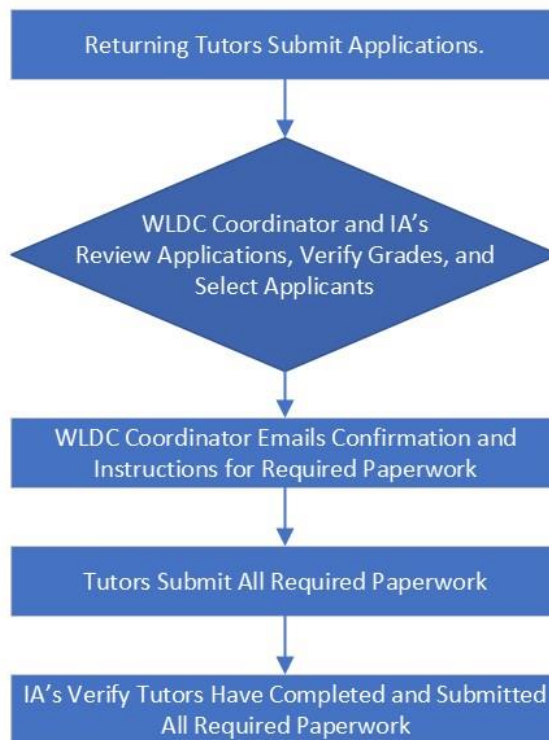 Returning Tutors Submit Applications.
WLDC Coordinator and IA’s
Review Applications, Verify Grades, and
Select Applicants
WLDC Coordinator Emails Confirmation and
Instructions for Required Paperwork
Tutors Submit All Required Paperwork
IA’s Verify Tutors Have Completed and Submitted
All Required Paperwork